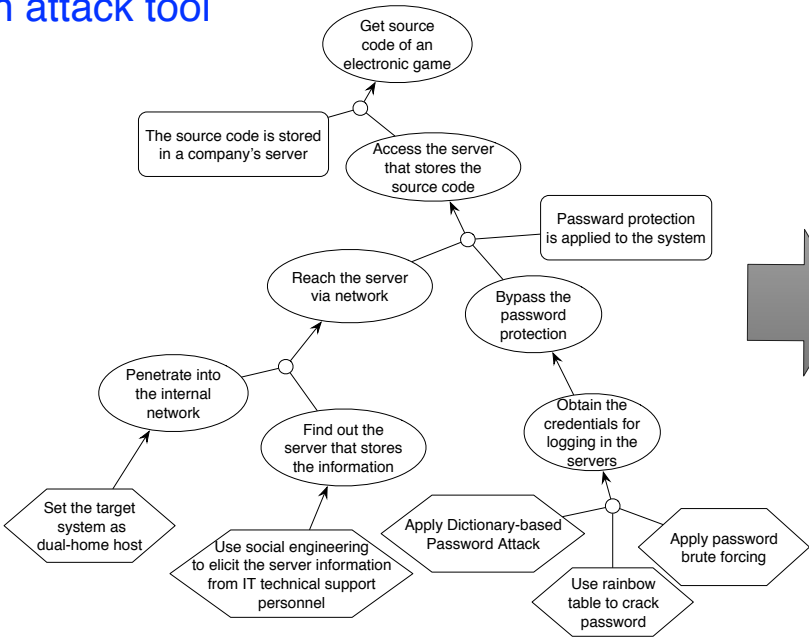 attack tool
Get source
code of an
electronic game
The source code is stored
in a company's server
Access the server
that stores the
source code
Passward protection
is applied to the system
Reach the server
via network
Bypass the
password
protection
Penetrate into
the internal
network
Find out the
server that stores
the information
Obtain the
credentials for
logging in the
servers
Set the target
system as
dual-home host
Use social engineering
to elicit the server information
from IT technical support
personnel
Apply Dictionary-based
Password Attack
Use rainbow
table to crack
password
Apply password
brute forcing